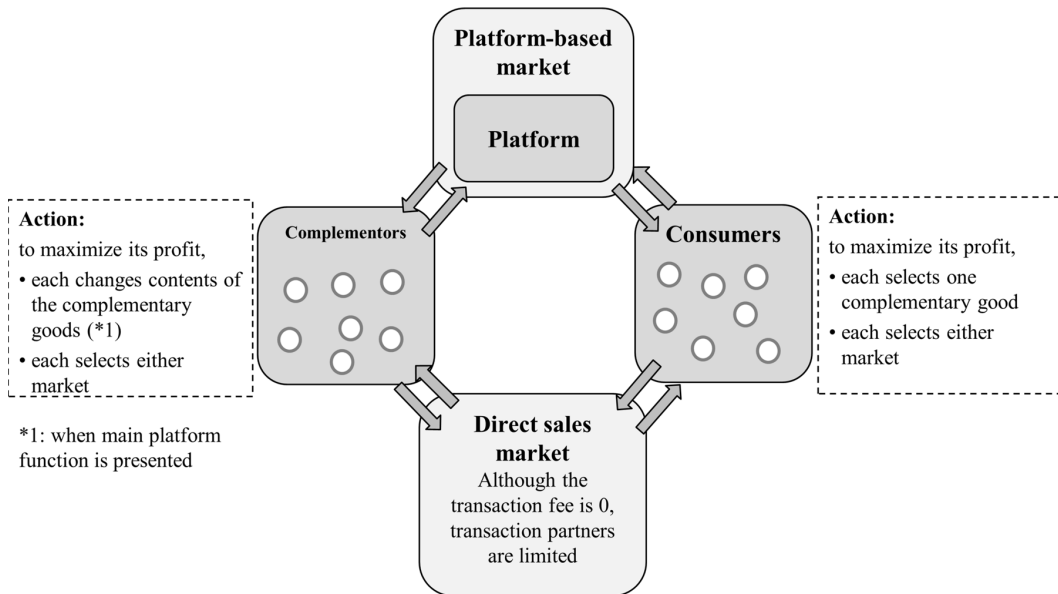 Platform-based
market
Platform
Action:
to maximize its profit,
• each changes contents of
the complementary
goods (*1)
• each selects either
market
*1: when main platform
function is presented
Complementors
Consumers
Action:
to maximize its profit,
• each selects one
complementary good
• each selects either
market
Direct sales
market
Although the
transaction fee is 0,
transaction partners
are limited